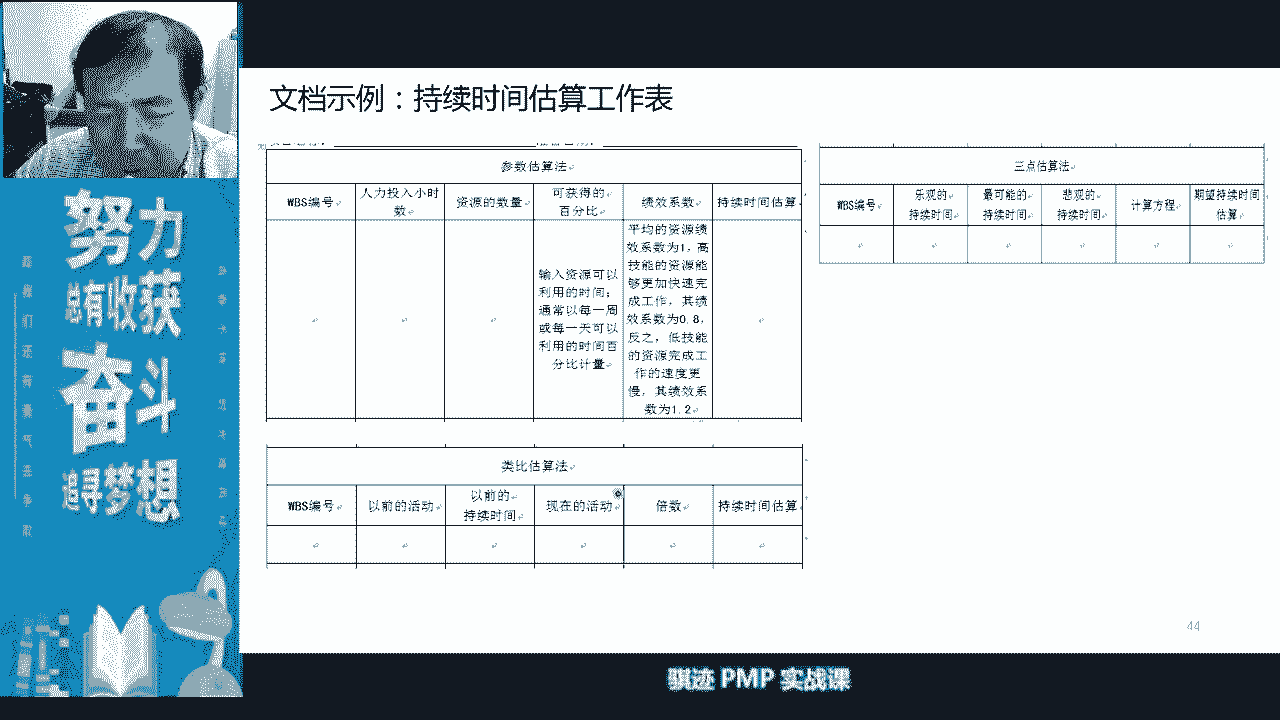 文档示例：持续时间估算工作表
参数估算法
WBS编号
人力投入小时
数
资源的数量
可获得的
百分比
绩效系数
持续时间估算
输入资源可以
利用的时间；
通常以每一周
或每一天可以
利用的时间百
分比计量
平均的资源绩
效系数为1，高
技能的资源能
够更加快速完
成工作，其绩
效系数为0.8，
反之，低技能
的资源完成工
作的速度更
慢，其绩效系
数为1.2
类比估算法
WBS编号
以前的活动
以前的
持续时间
现在的活动
倍数
持续时间估算
三点估算法
WBS编号
乐观的
持续时间
最可能的
持续时间
悲观的
持续时间
计算方程
期望持续时间
估算
44
努力
总有收获
奋斗
追寻梦想
骐迹 PMP 实战课